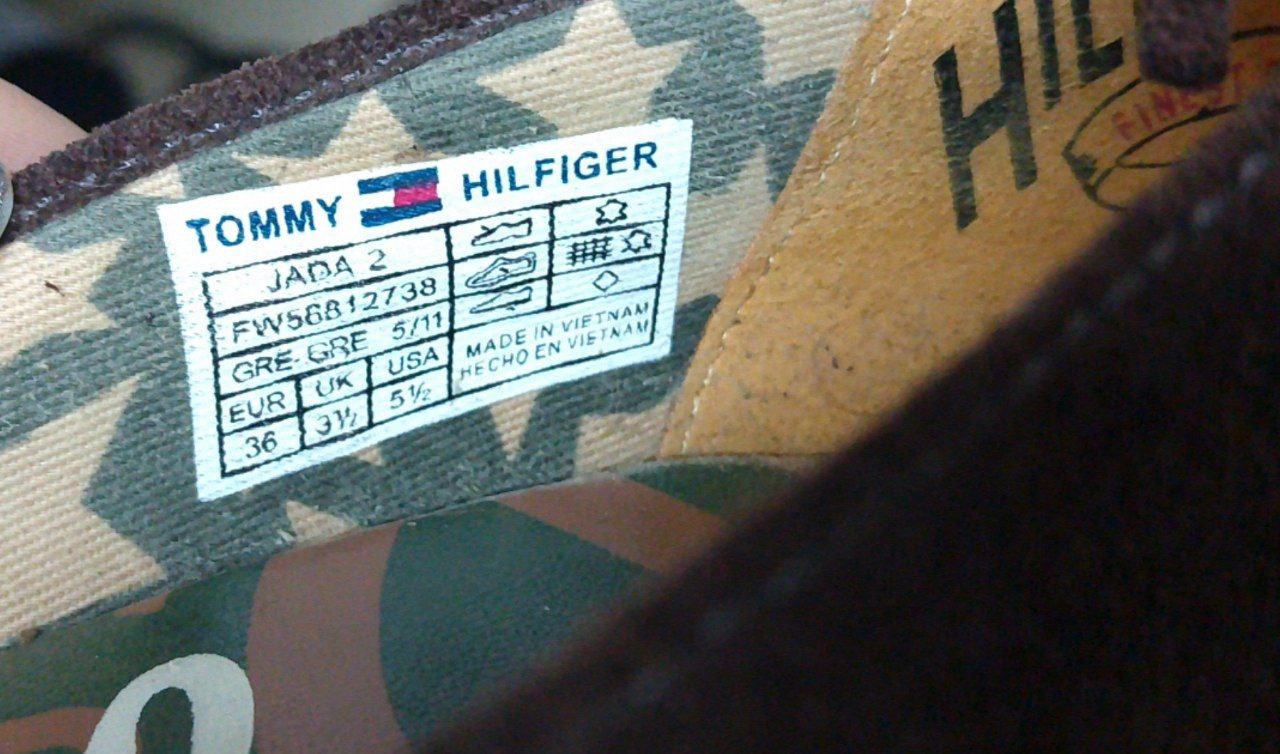 TOMMY HILFIGER
JADA 2
FW56812738
GRE-GRE 5/11
EUR UK USA
36 3½ 5½
MADE IN VIETNAM
HECHO EN VIETNAM
HIL
FINEST